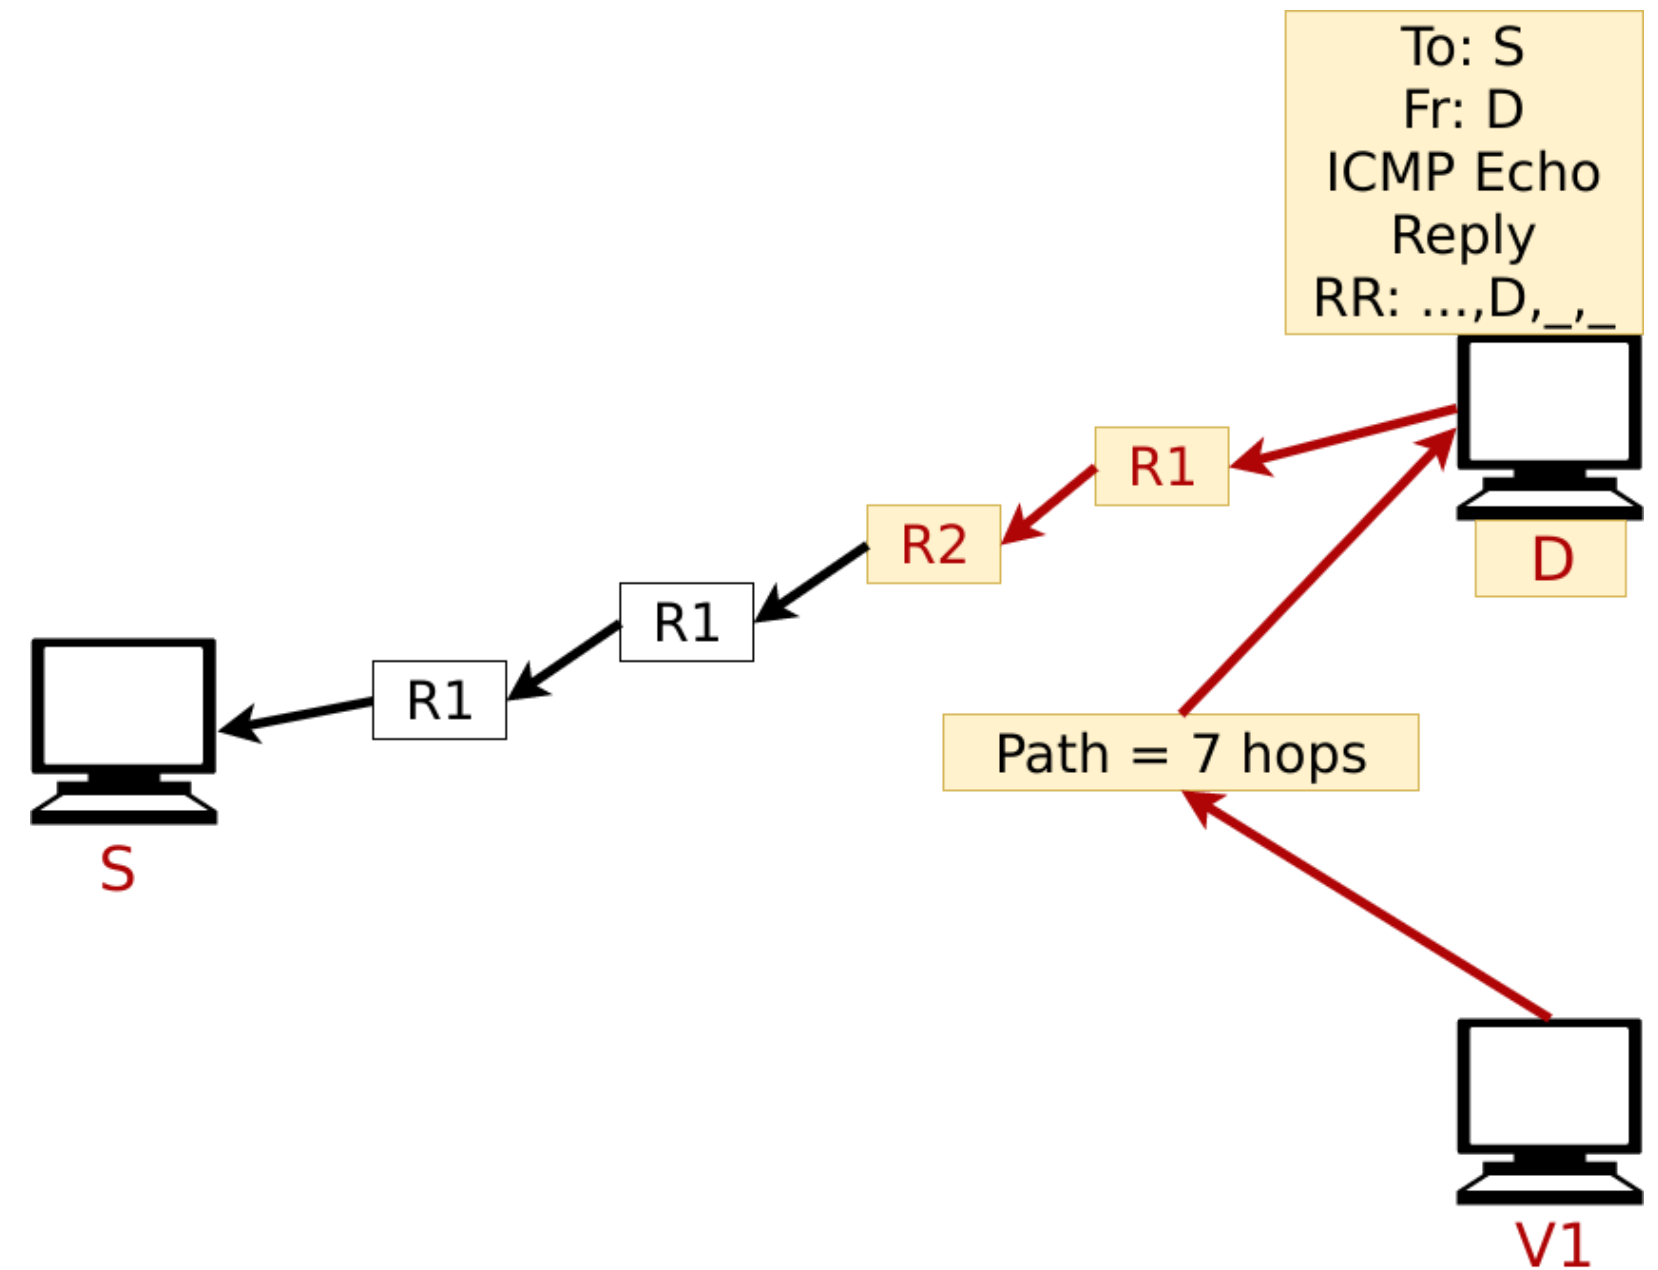 To: S
Fr: D
ICMP Echo
Reply
RR: ...,D,_,_
R1
R2
D
R1
R1
Path = 7 hops
S
V1